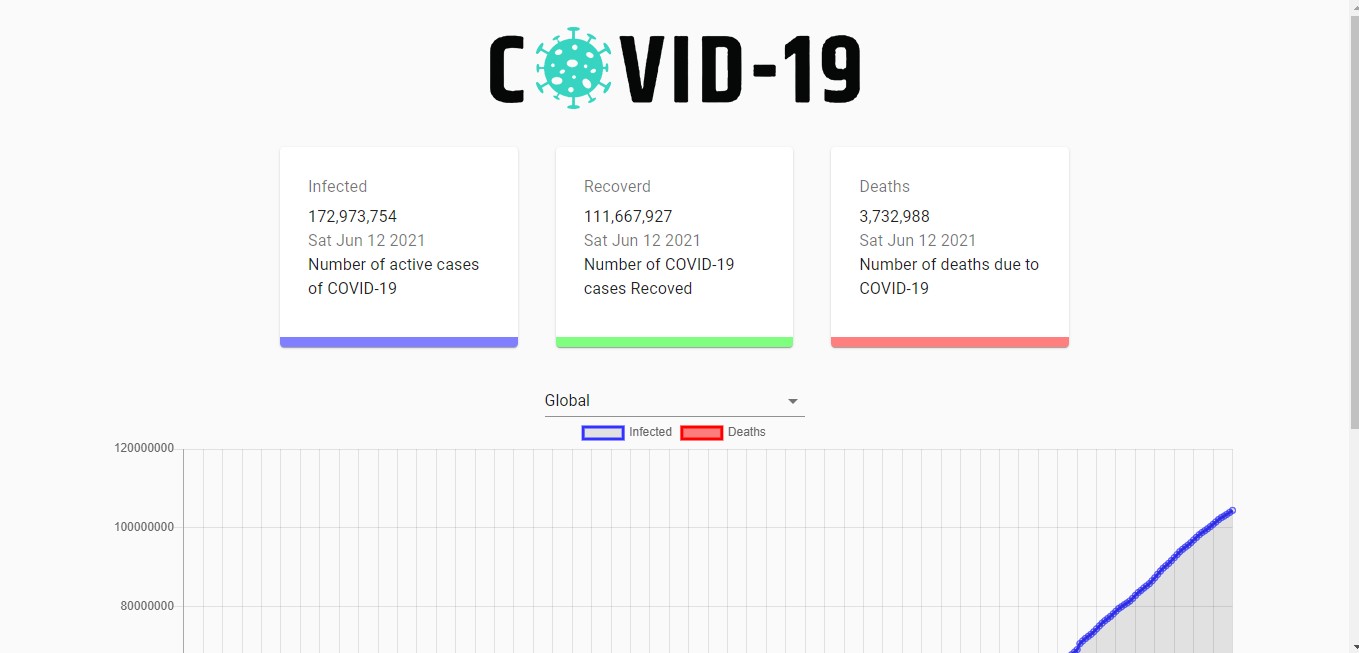 COVID-19
Infected
172,973,754
Sat Jun 12 2021
Number of active cases
of COVID-19
Recoverd
111,667,927
Sat Jun 12 2021
Number of COVID-19
cases Recoved
Deaths
3,732,988
Sat Jun 12 2021
Number of deaths due to
COVID-19
Global
Infected Deaths
120000000
100000000
80000000